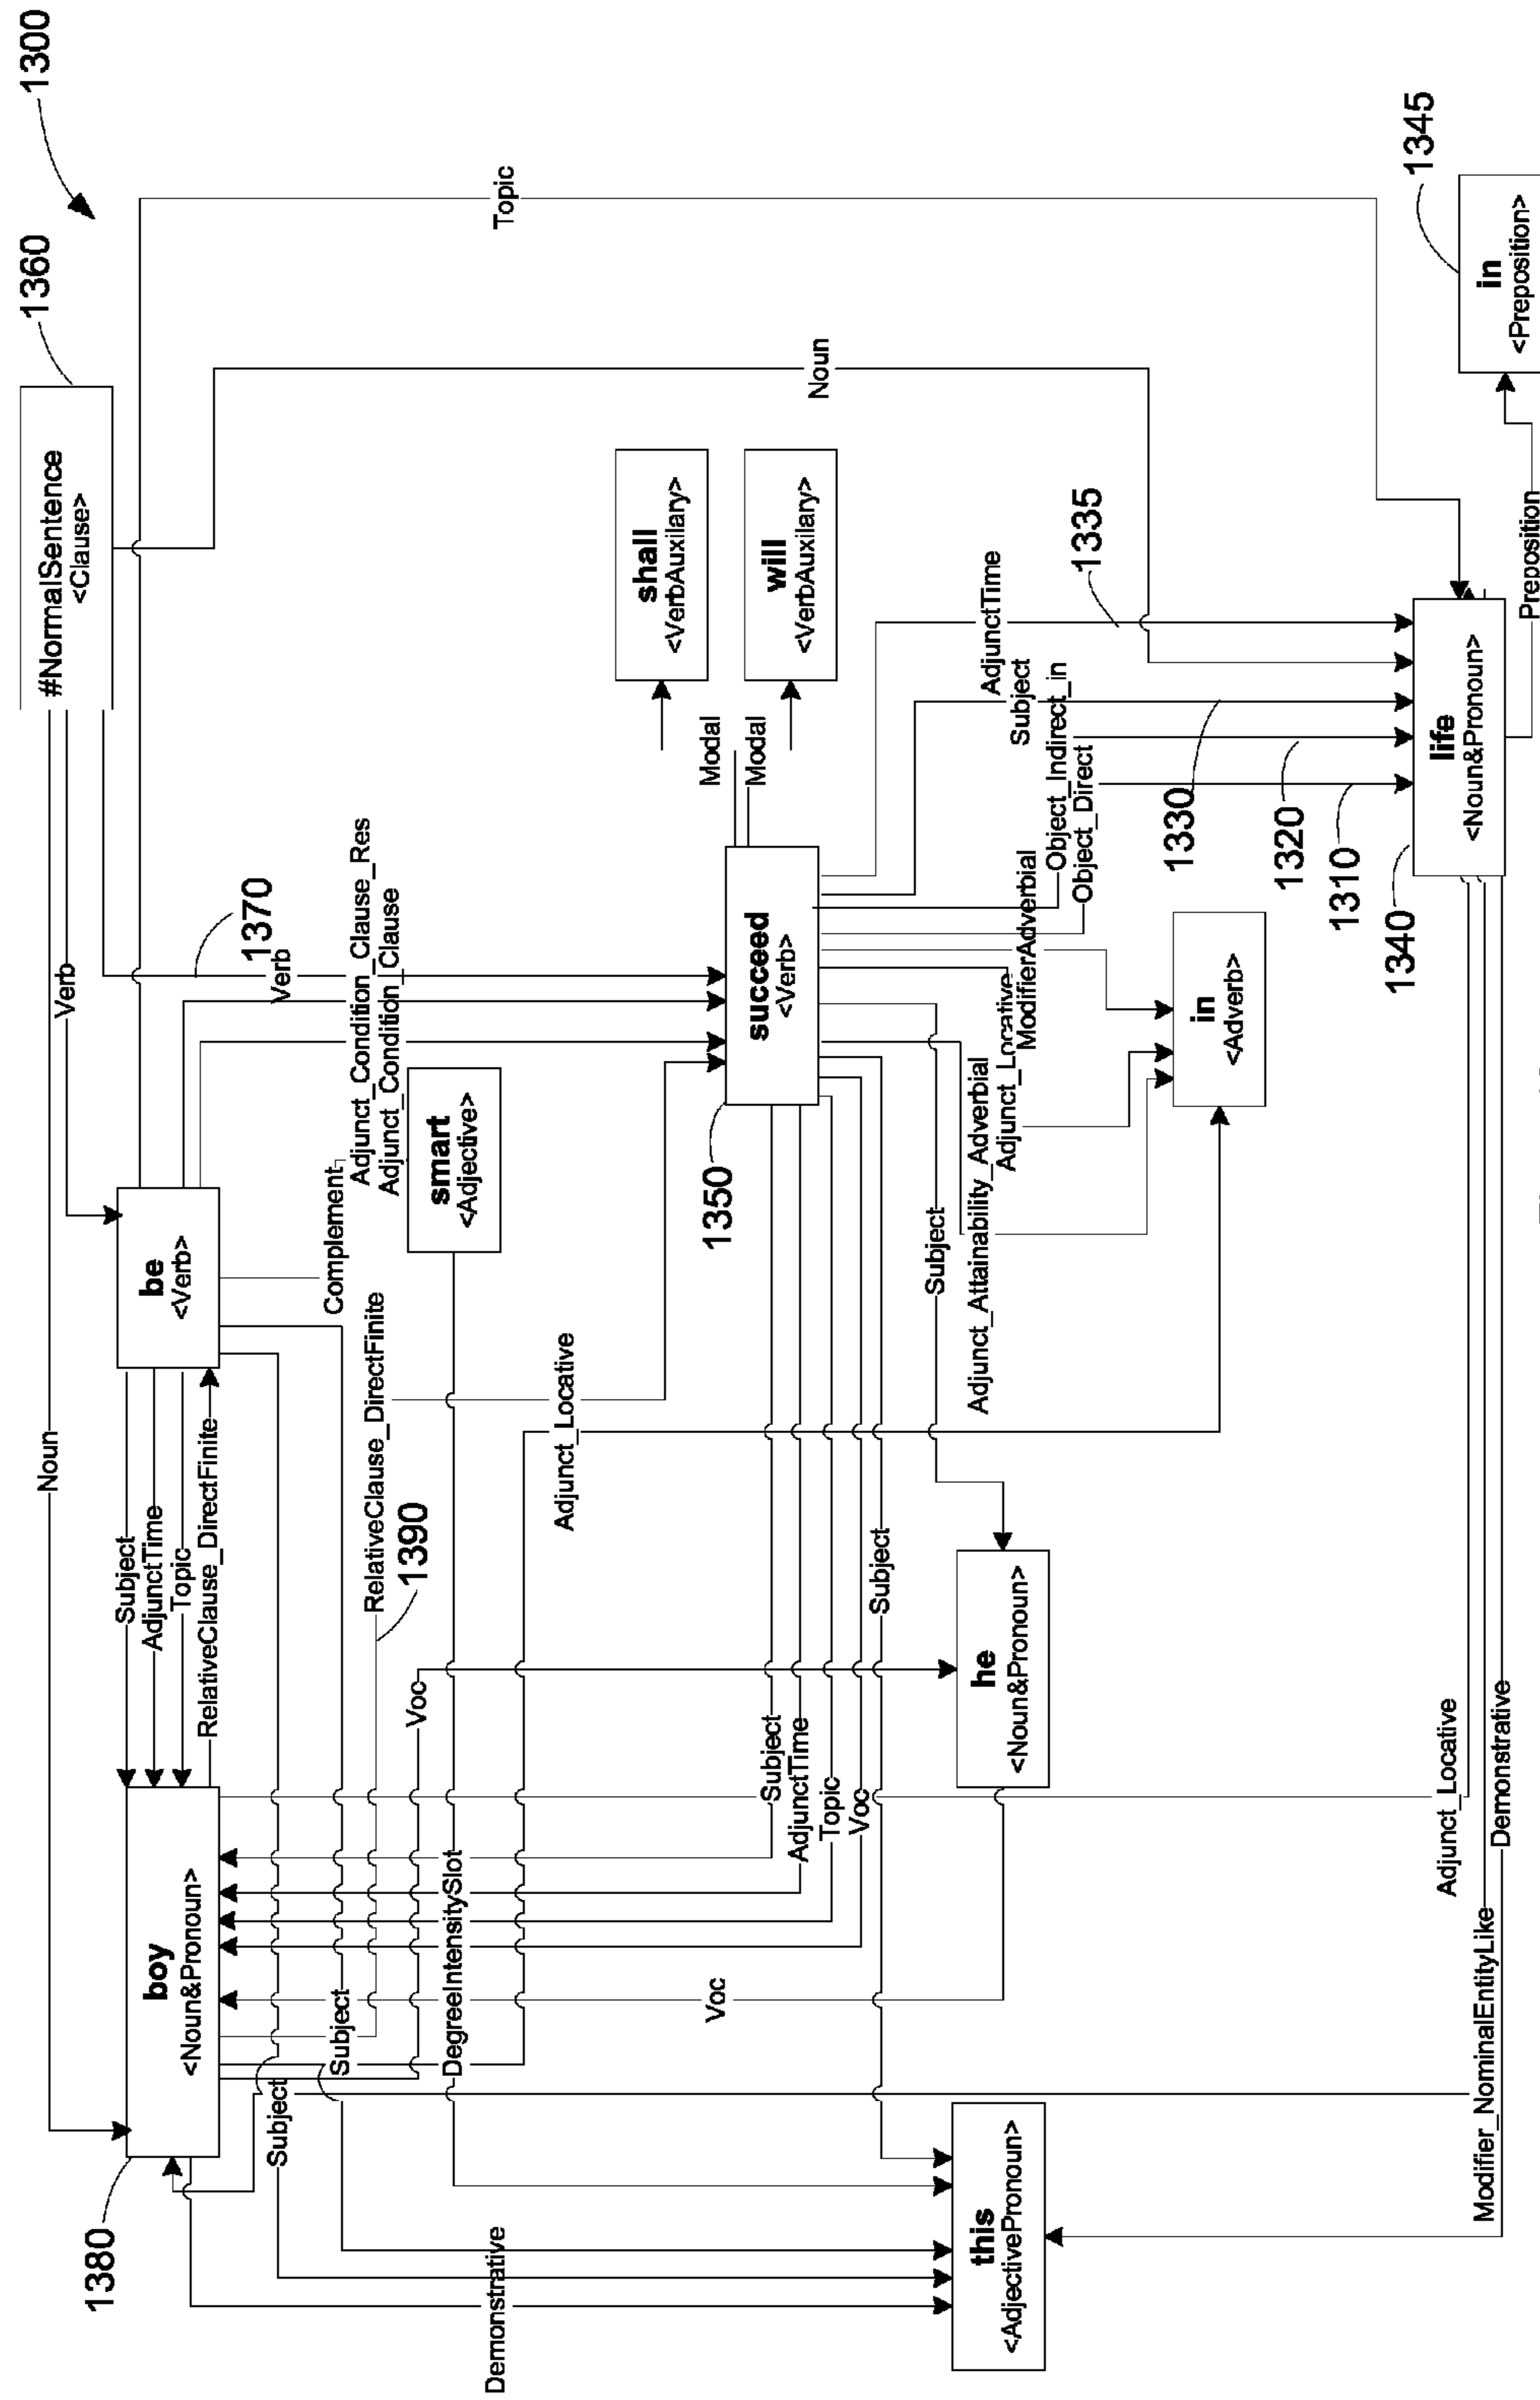 1300
1360
#NormalSentence
<Clause>
Noun
Verb
Topic
be
<Verb>
boy
<Noun&Pronoun>
1380
Subject
AdjunctTime
Topic
RelativeClause_DirectFinite
1370
Verb
Adjunct_Condition_Clause_Res
Adjunct_Condition_Clause
Complement
smart
<Adjective>
RelativeClause_DirectFinite
1390
Subject
Subject
Voc
DegreeIntensitySlot
Demonstrative
Adjunct_Locative
shall
<VerbAuxilary>
will
<VerbAuxilary>
Modal
Modal
succeed
<Verb>
1350
Noun
Subject
AdjunctTime
Topic
Voc
Voc
Subject
Subject
he
<Noun&Pronoun>
this
<AdjectivePronoun>
Adjunct_Attainability_Adverbial
Adjunct_Locative
ModifierAdverbial
Object_Indirect_in
Object_Direct
Subject
AdjunctTime
1335
1330
1320
1310
1340
in
<Adverb>
life
<Noun&Pronoun>
1345
in
<Preposition>
Preposition
Adjunct_Locative
Modifier_NominalEntityLike
Demonstrative